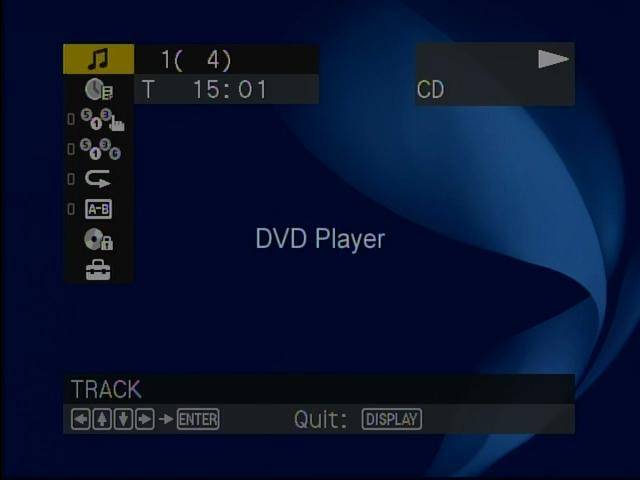 1( 4)
T 15:01
CD
A-B
DVD Player
TRACK
ENTER Quit: DISPLAY